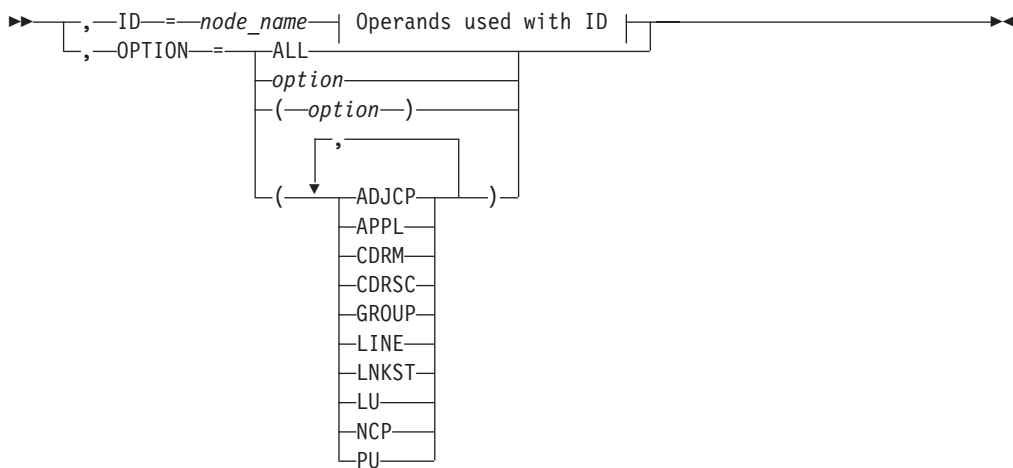 , ID = node_name Operands used with ID
, OPTION = ALL
option
( option )
,
( ADJCP )
APPL
CDRM
CDRSC
GROUP
LINE
LNKST
LU
NCP
PU